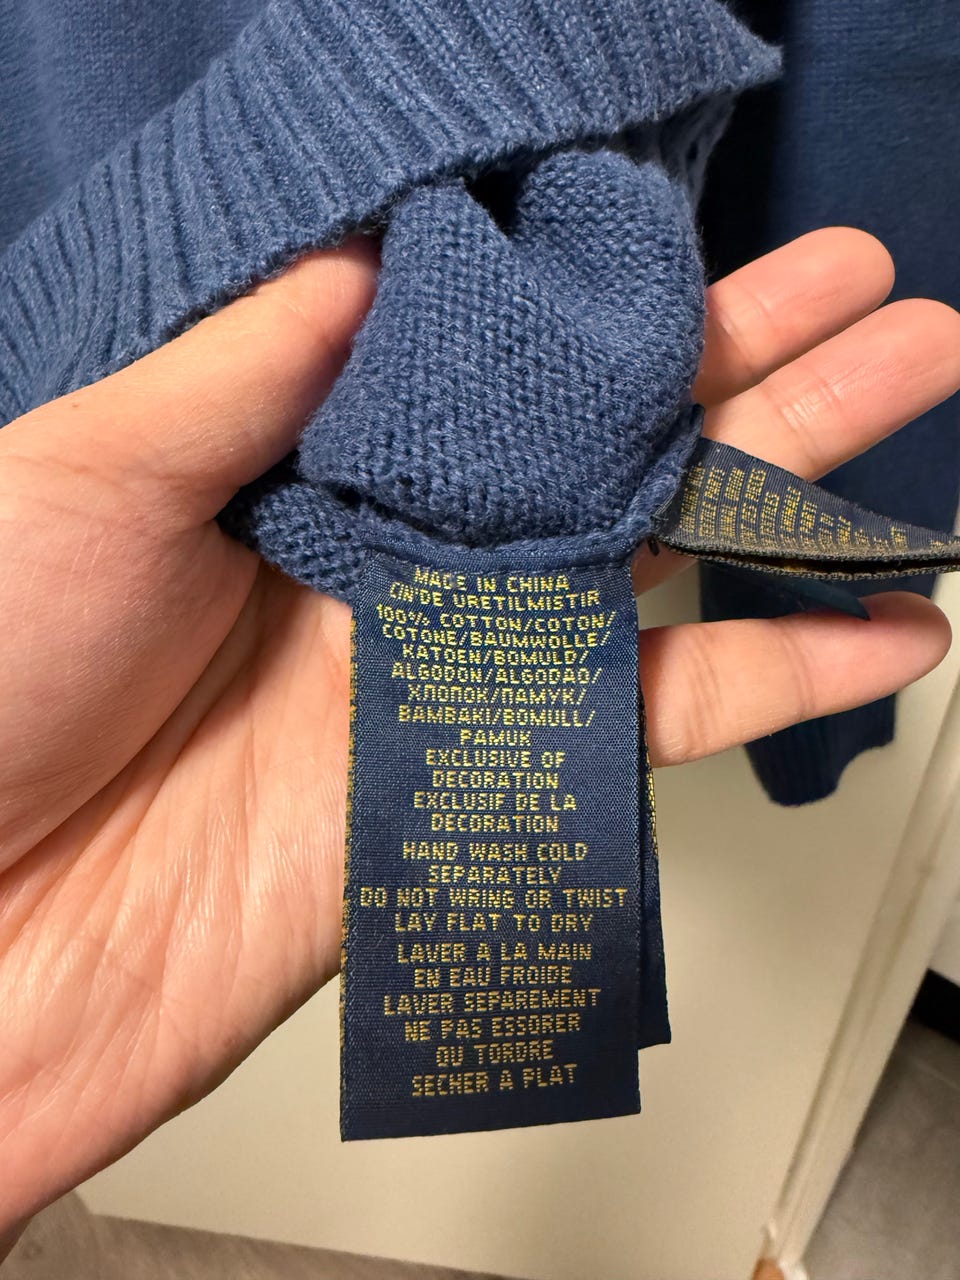 MADE IN CHINA
ÇIN'DE URETILMISTIR
100% COTTON/COTON/
COTONE/BAUMWOLLE/
KATOEN/BOMULD/
ALGODON/ALGODAO/
ХЛОПОК/ПАМУК/
BAMBAKI/BOMULL/
PAMUK
EXCLUSIVE OF
DECORATION
EXCLUSIF DE LA
DECORATION
HAND WASH COLD
SEPARATELY
DO NOT WRING OR TWIST
LAY FLAT TO DRY
LAVER A LA MAIN
EN EAU FROIDE
LAVER SEPAREMENT
NE PAS ESSORER
OU TORDRE
SECHER A PLAT